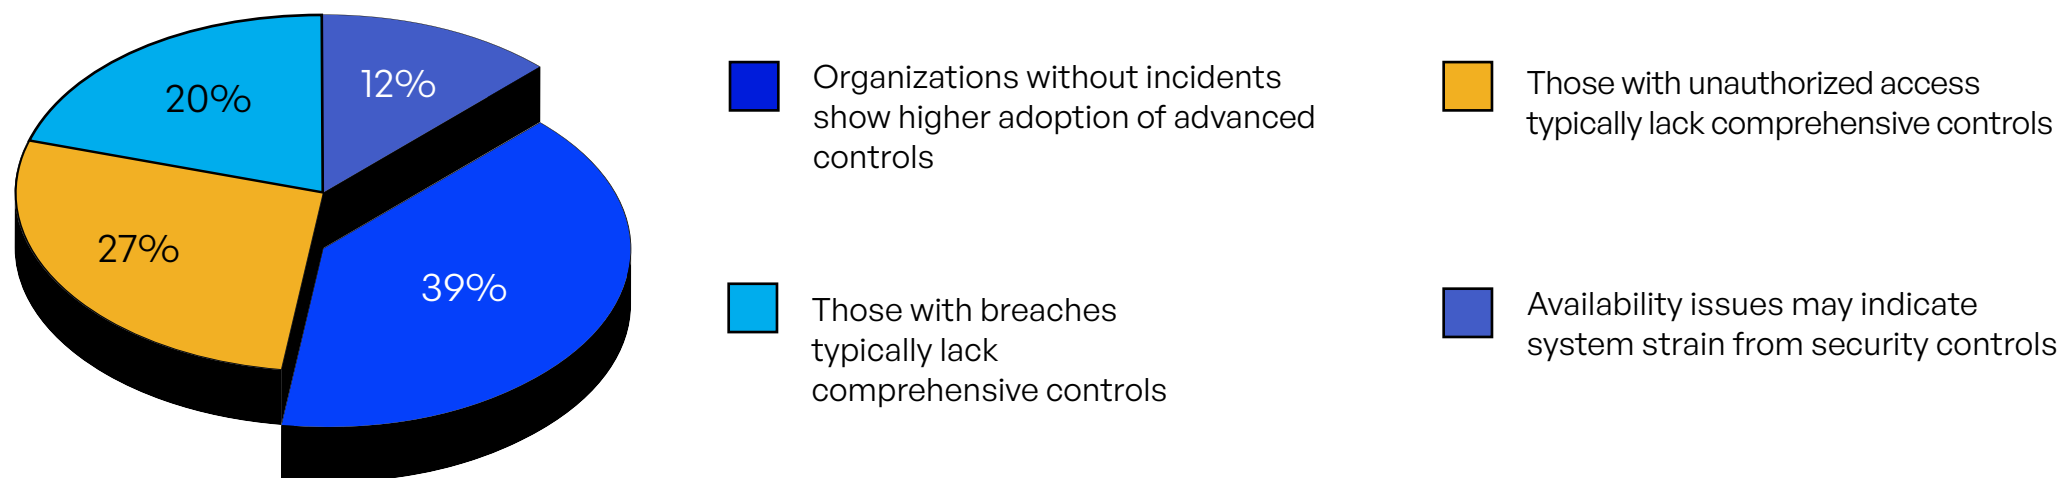 20%
12%
27%
39%
Organizations without incidents
show higher adoption of advanced
controls
Those with breaches
typically lack
comprehensive controls
Those with unauthorized access
typically lack comprehensive controls
Availability issues may indicate
system strain from security controls